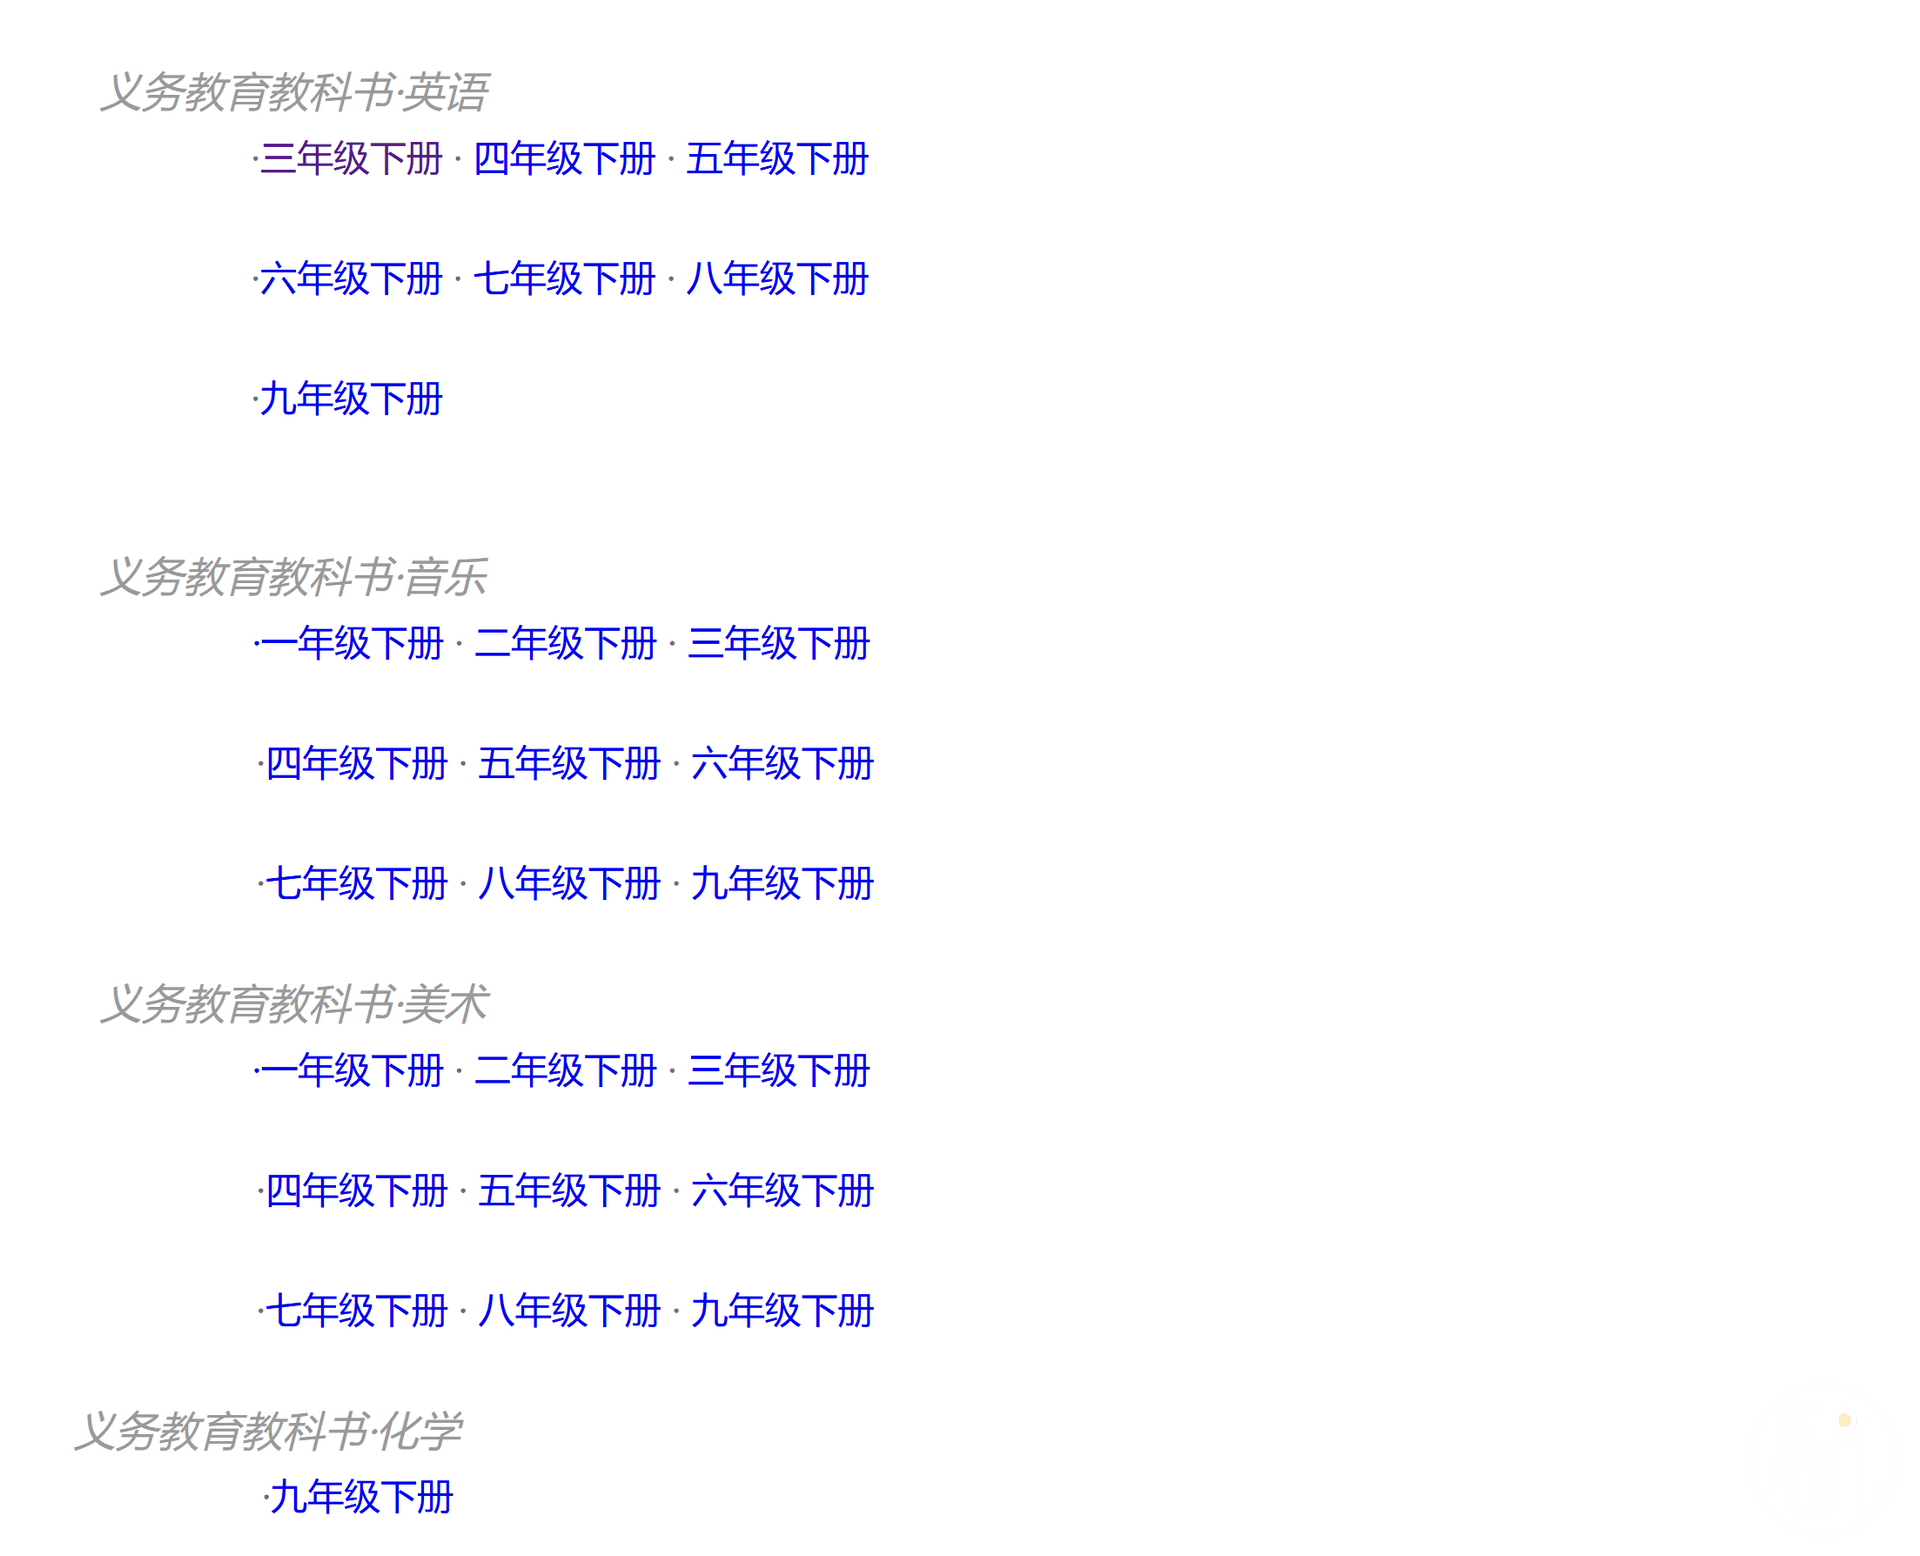 义务教育教科书·英语
·三年级下册 · 四年级下册 · 五年级下册
·六年级下册 · 七年级下册 · 八年级下册
·九年级下册
义务教育教科书·音乐
·一年级下册 · 二年级下册 · 三年级下册
·四年级下册 · 五年级下册 · 六年级下册
·七年级下册 · 八年级下册 · 九年级下册
义务教育教科书·美术
·一年级下册 · 二年级下册 · 三年级下册
·四年级下册 · 五年级下册 · 六年级下册
·七年级下册 · 八年级下册 · 九年级下册
义务教育教科书·化学
·九年级下册